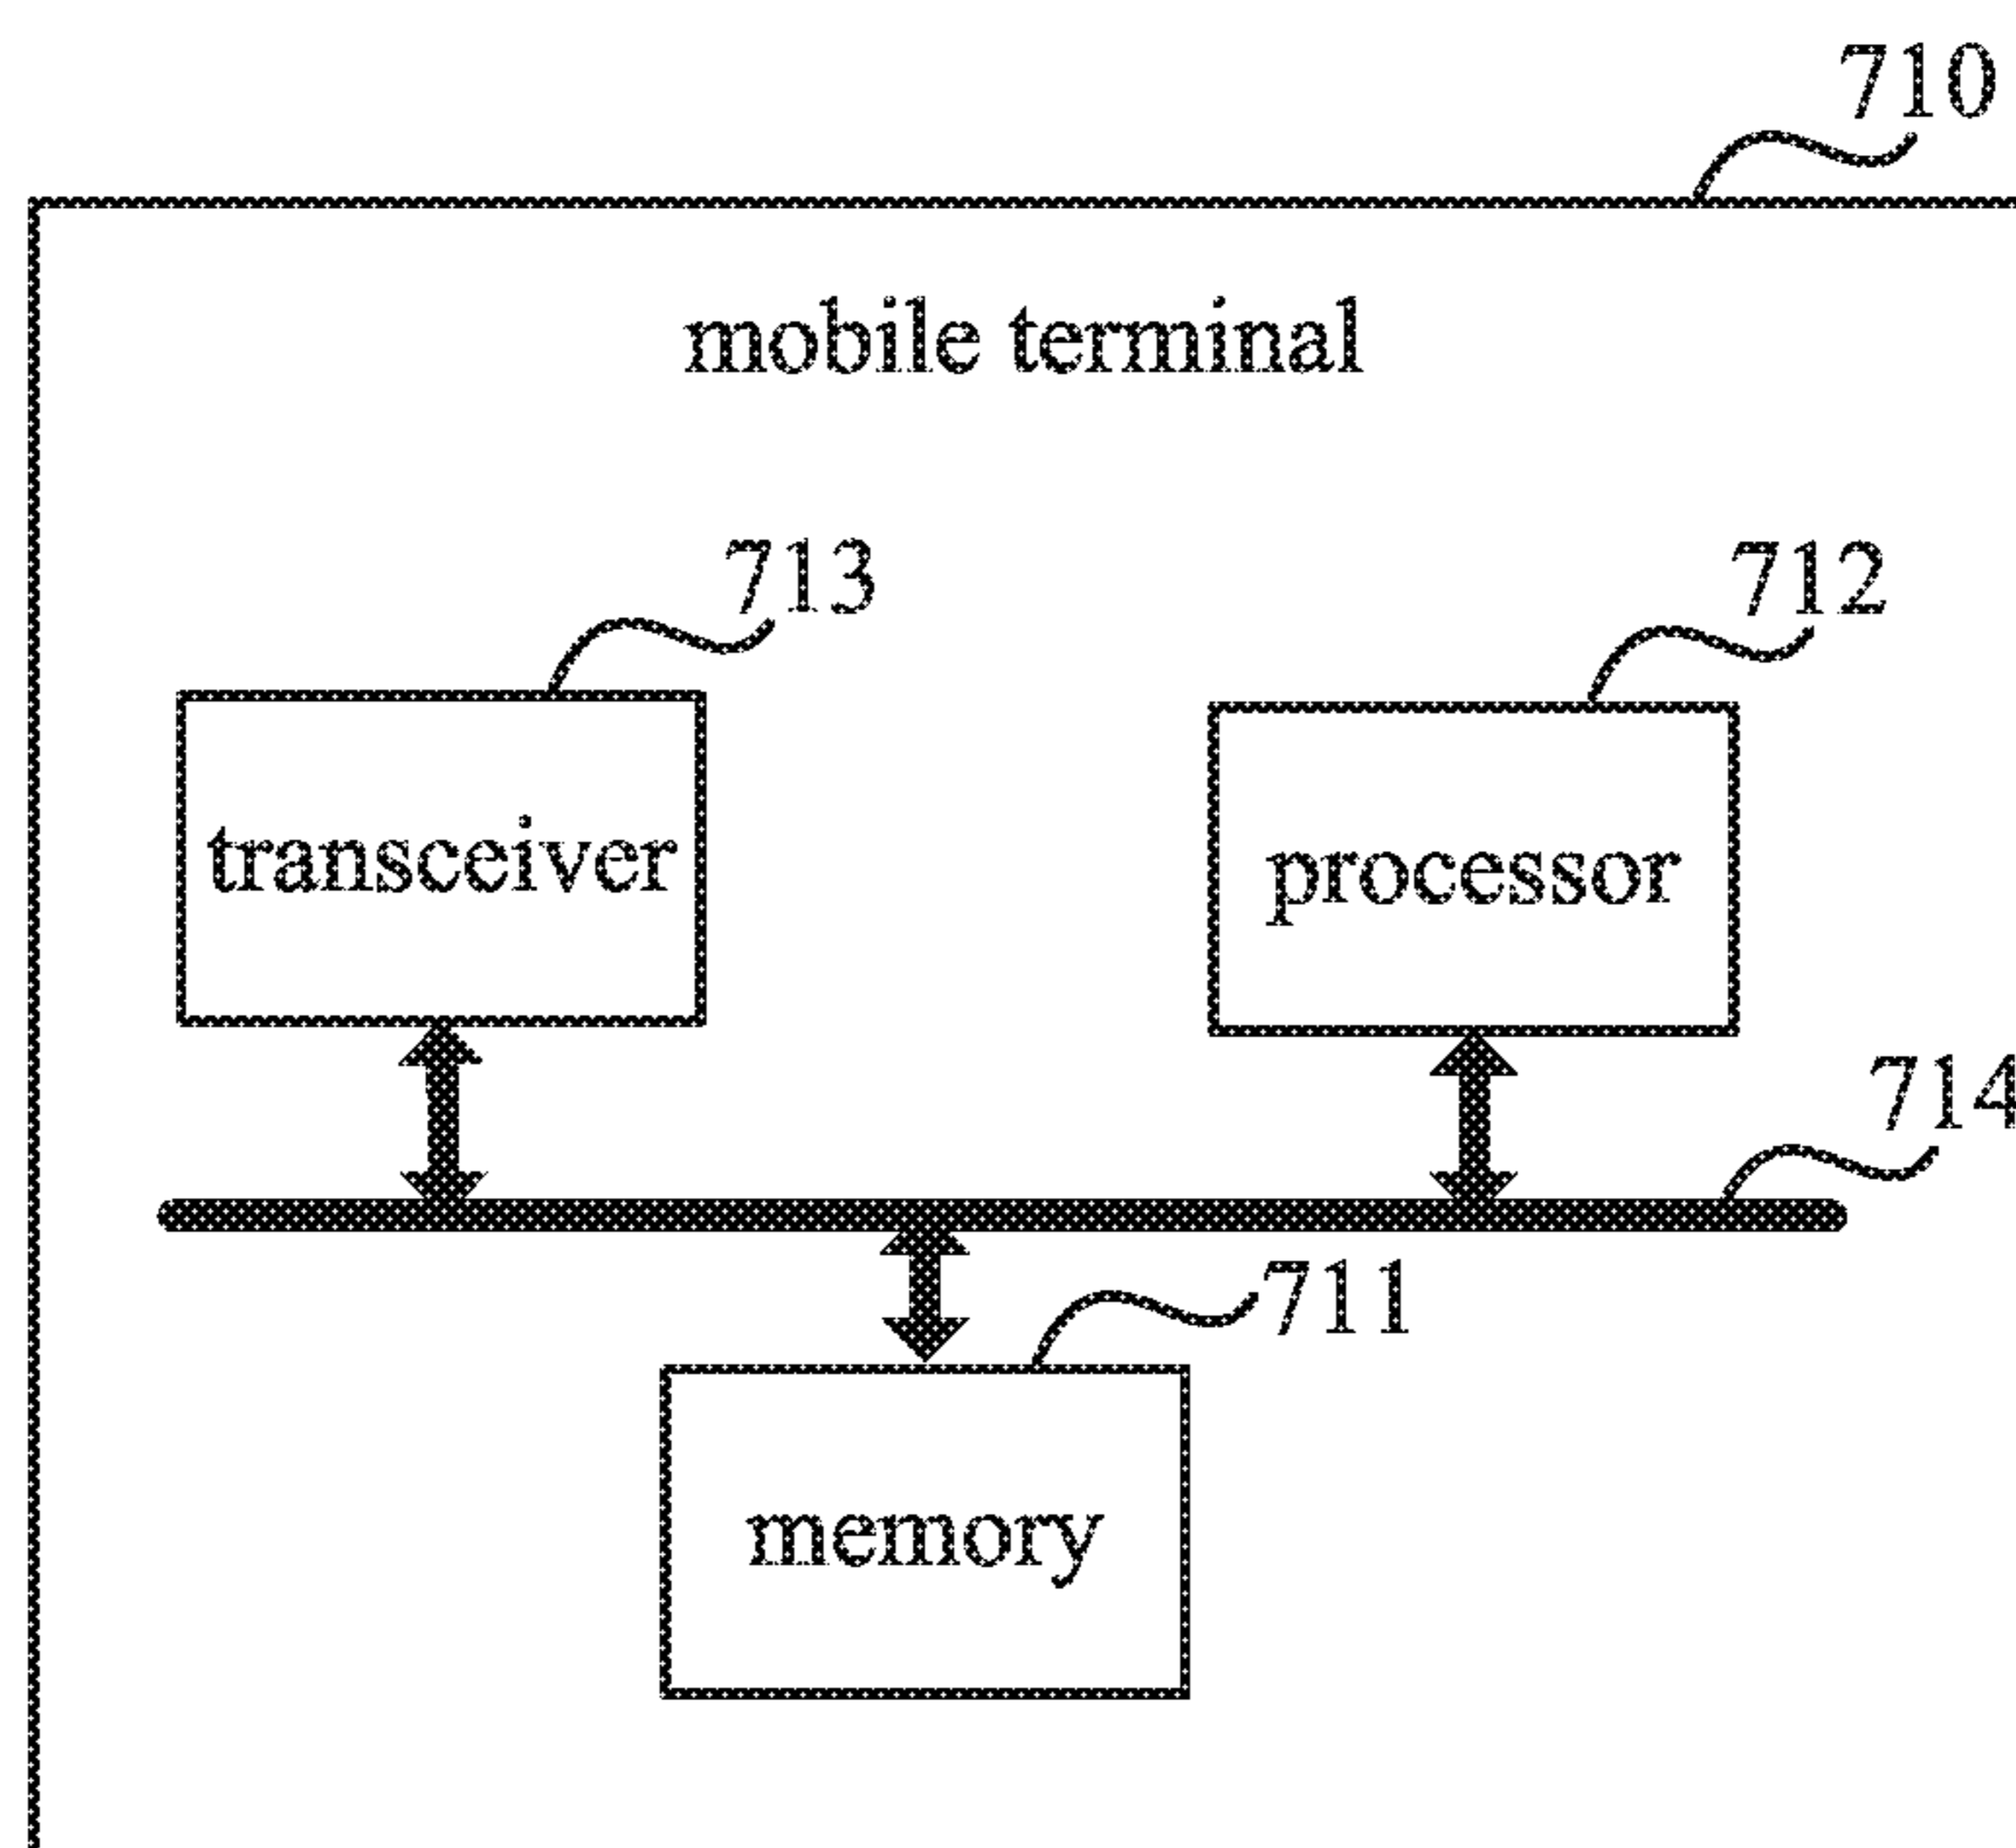 710
mobile terminal
713
712
transceiver
processor
714
711
memory